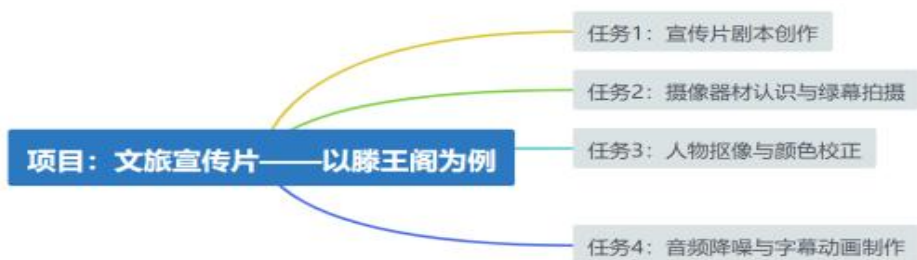 项目：文旅宣传片——以滕王阁为例
任务1：宣传片剧本创作
任务2：摄像器材认识与绿幕拍摄
任务3：人物抠像与颜色校正
任务4：音频降噪与字幕动画制作